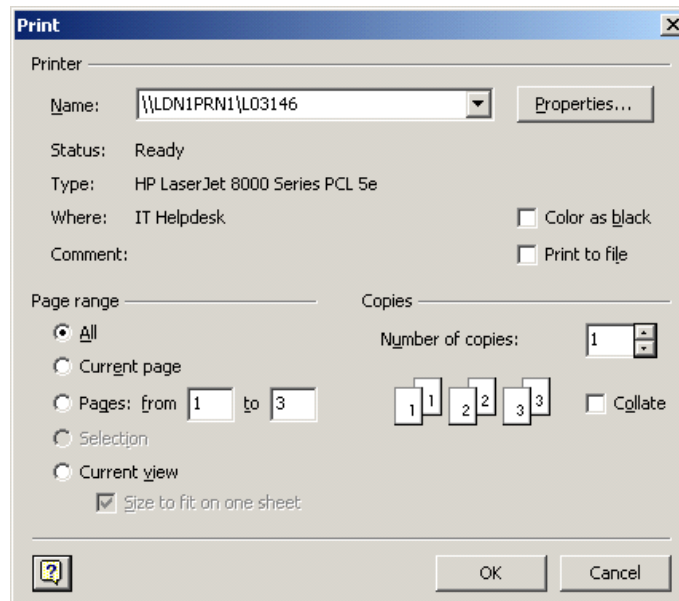 Print
Printer
Name: \\LDN1PRN1\L03146 Properties...
Status: Ready
Type: HP LaserJet 8000 Series PCL 5e
Where: IT Helpdesk Color as black
Comment: Print to file
Page range Copies
All Number of copies: 1
Current page
Pages: from 1 to 3 1 1 2 2 3 3 Collate
Selection
Current view
Size to fit on one sheet
? OK Cancel